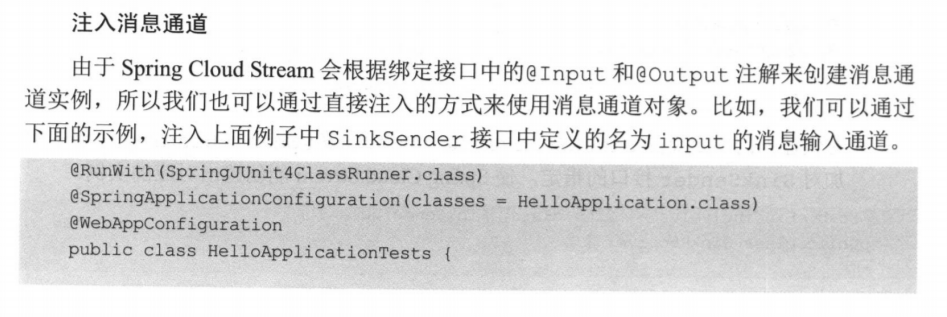 注入消息通道
由于 Spring Cloud Stream 会根据绑定接口中的@Input 和@Output 注解来创建消息通
道实例，所以我们也可以通过直接注入的方式来使用消息通道对象。比如，我们可以通过
下面的示例，注入上面例子中 SinkSender 接口中定义的名为 input 的消息输入通道。
@RunWith(SpringJUnit4ClassRunner.class)
@SpringApplicationConfiguration(classes = HelloApplication.class)
@WebAppConfiguration
public class HelloApplicationTests {